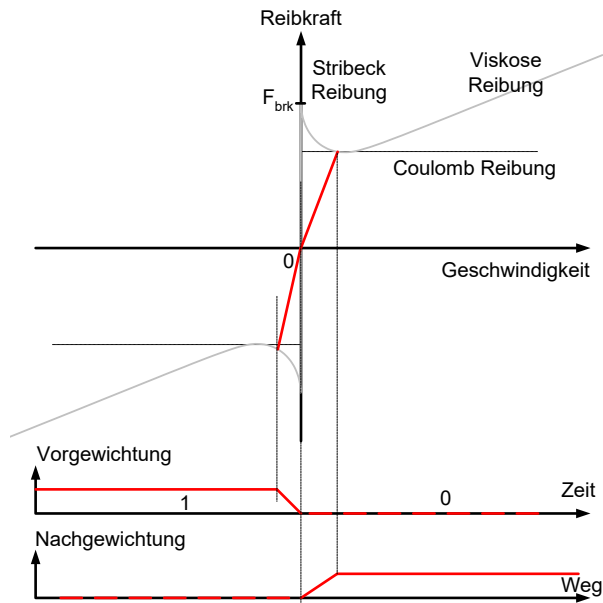 Reibkraft
Stribeck
Reibung
Viskose
Reibung
F_brk
Coulomb Reibung
0
Geschwindigkeit
Vorgewichtung
1
0
Zeit
Nachgewichtung
Weg